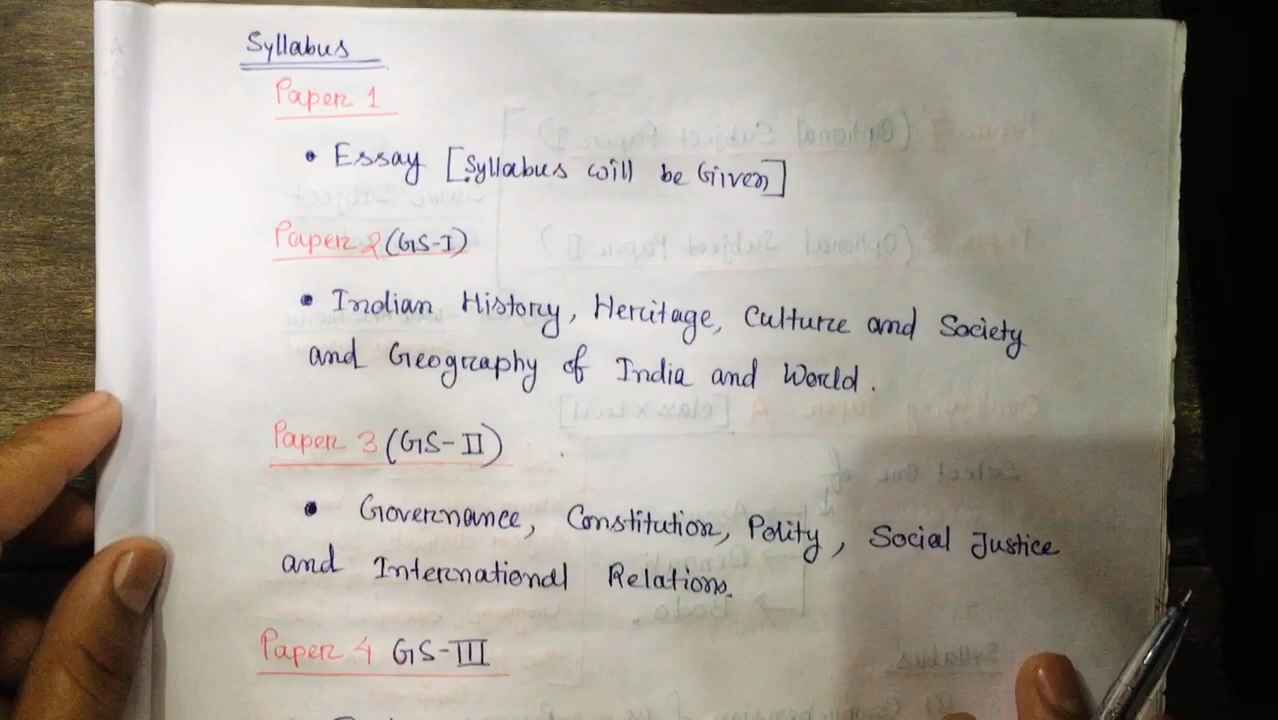 Syllabus
Paper 1
• Essay [Syllabus will be Given]
Paper 2 (GS-I)
• Indian History, Heritage, Culture and Society
and Geography of India and World.
Paper 3 (GS-II)
• Governance, Constitution, Polity, Social Justice
and International Relations.
Paper 4 GS-III